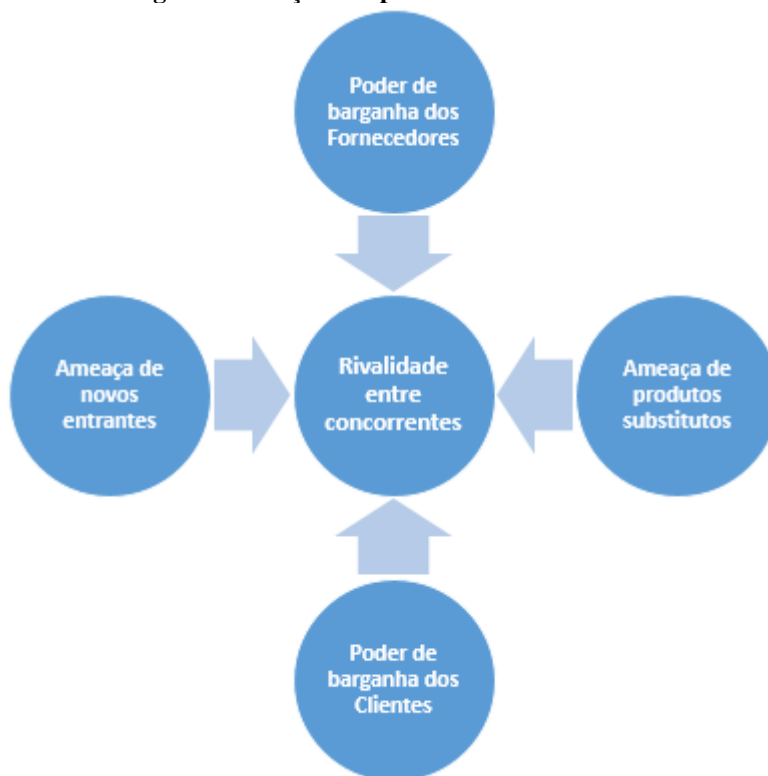 Poder de
barganha dos
Fornecedores
Ameaça de
novos
entrantes
Rivalidade
entre
concorrentes
Ameaça de
produtos
substitutos
Poder de
barganha dos
Clientes